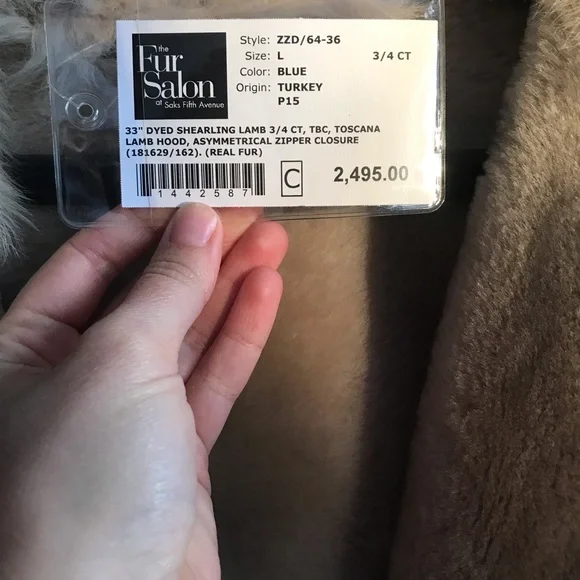 the
Fur
Salon
at Saks Fifth Avenue
Style: ZZD/64-36
Size: L 3/4 CT
Color: BLUE
Origin: TURKEY
P15
33" DYED SHEARLING LAMB 3/4 CT, TBC, TOSCANA
LAMB HOOD, ASYMMETRICAL ZIPPER CLOSURE
(181629/162). (REAL FUR)
1442587
C
2,495.00